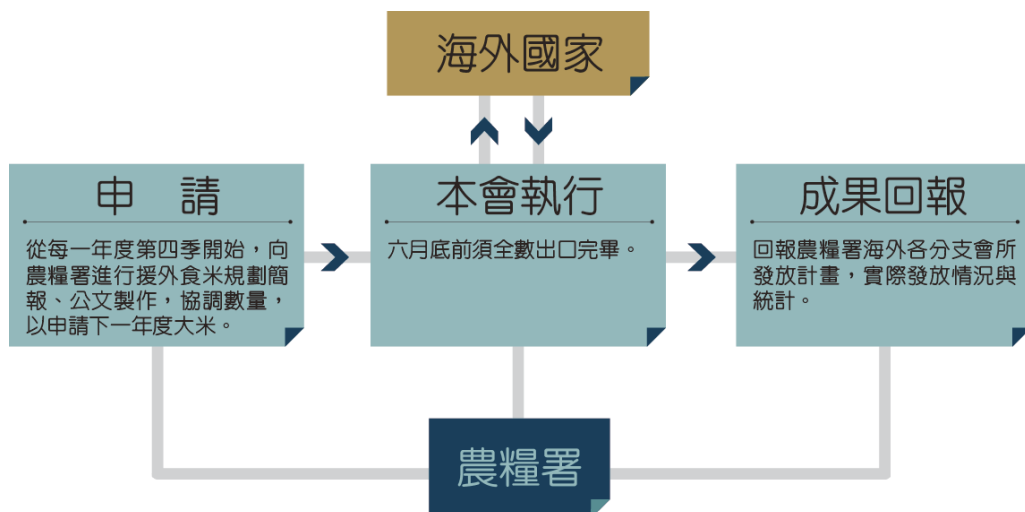 海外國家
申 請
從每一年度第四季開始，向
農糧署進行援外食米規劃簡
報、公文製作，協調數量，
以申請下一年度大米。
本會執行
六月底前須全數出口完畢。
成果回報
回報農糧署海外各分支會所
發放計畫，實際發放情況與
統計。
農糧署